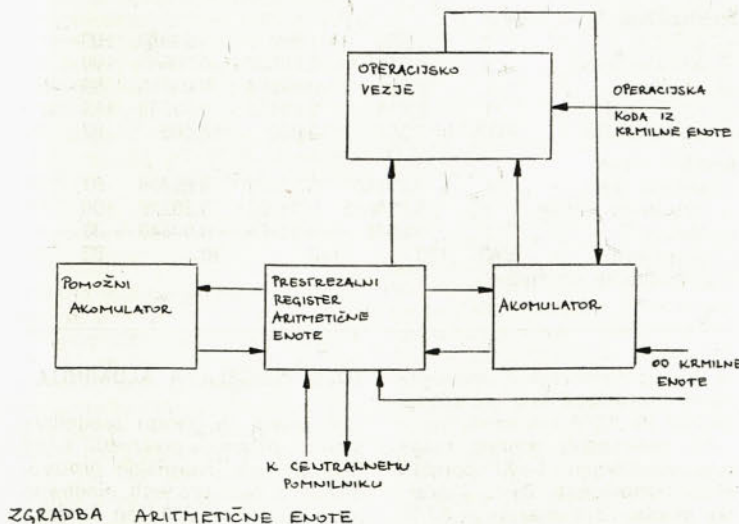 OPERACIJSKO
VEZJE
OPERACIJSKA
KODA IZ
KRMILNE ENOTE
POMOŽNI
AKOMULATOR
PRESTREZALNI
REGISTER
ARITMETIČNE
ENOTE
AKOMULATOR
OD KRMILNE
ENOTE
K CENTRALNEMU
POMNILNIKU
ZGRADBA ARITMETIČNE ENOTE